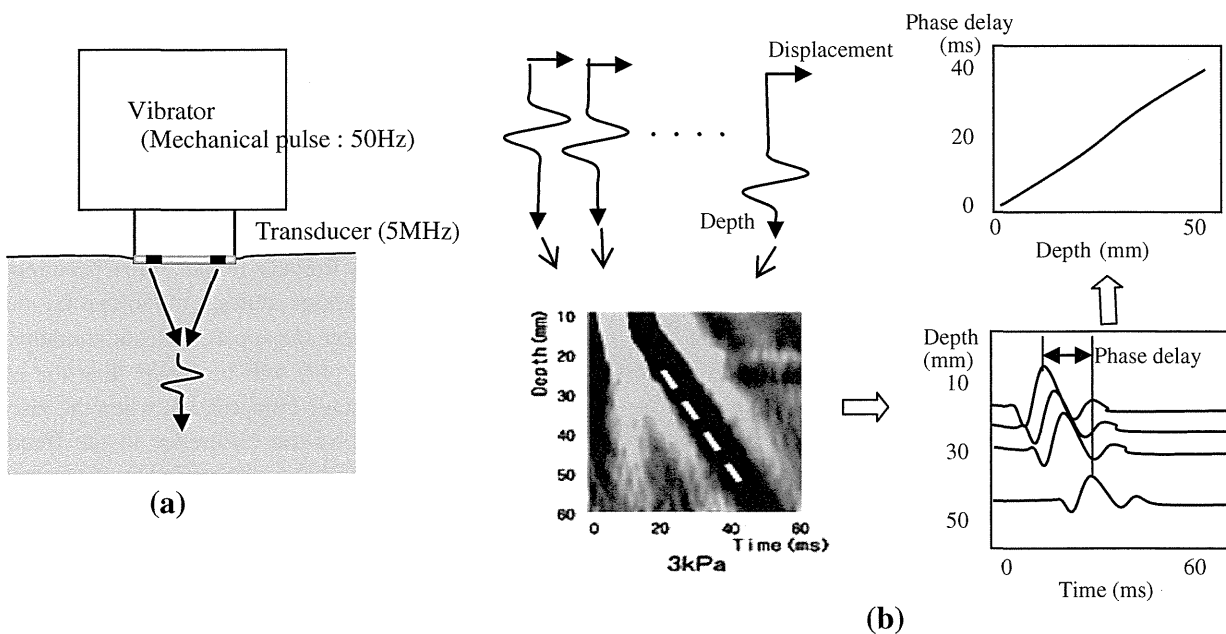 Vibrator
(Mechanical pulse : 50Hz)
Transducer (5MHz)
(a)
Displacement
Depth
Phase delay
(ms)
40
20
0
50
Depth (mm)
Depth(mm)
10
20
30
40
50
60
0
20
40
60
Time(ms)
3kPa
Depth
(mm)
10
30
50
Phase delay
0
60
Time (ms)
(b)